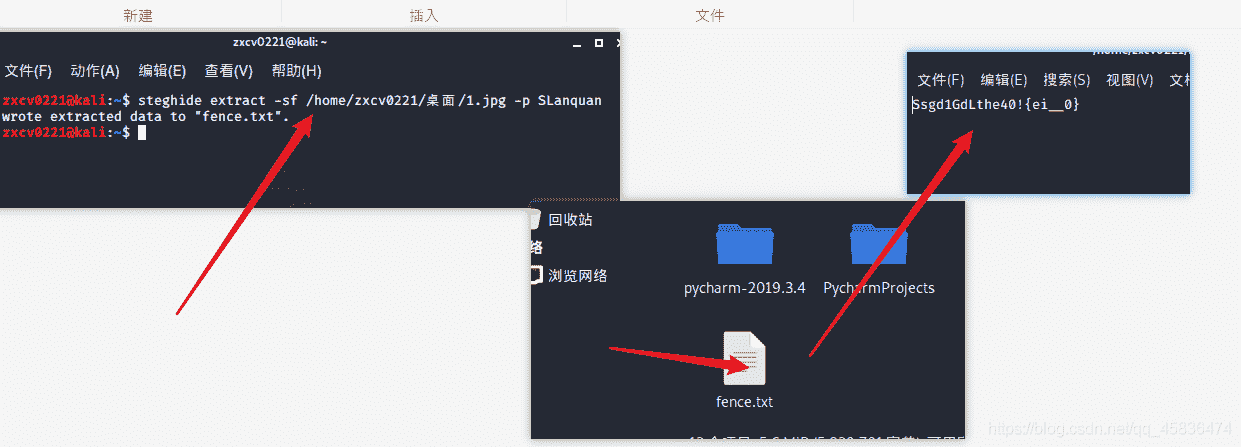 新建
插入
文件
zxcv0221@kali: ~
文件(F) 动作(A) 编辑(E) 查看(V) 帮助(H)
zxcv0221@kali:~$ steghide extract -sf /home/zxcv0221/桌面/1.jpg -p SLanquan
wrote extracted data to "fence.txt".
zxcv0221@kali:~$
文件(F) 编辑(E) 搜索(S) 视图(V) 文档
Ssgd1GdLthe40!{ei__0}
回收站
络
浏览网络
pycharm-2019.3.4
PycharmProjects
fence.txt
https://blog.csdn.net/qq_45836474